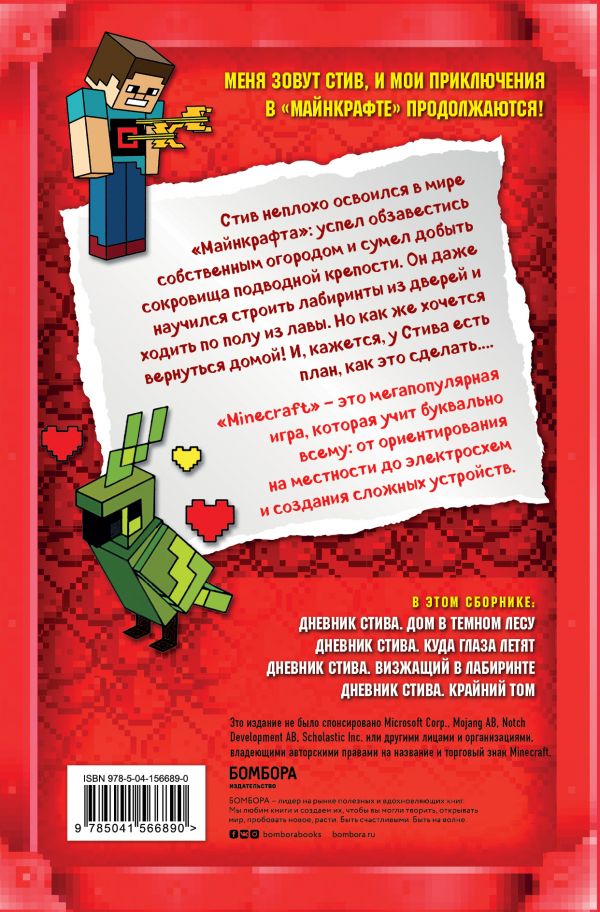 МЕНЯ ЗОВУТ СТИВ, И МОИ ПРИКЛЮЧЕНИЯ
В «МАЙНКРАФТЕ» ПРОДОЛЖАЮТСЯ!
Стив неплохо освоился в мире
«Майнкрафта»: успел обзавестись
собственным огородом и сумел добыть
сокровища подводной крепости. Он даже
научился строить лабиринты из дверей и
ходить по полу из лавы. Но как же хочется
вернуться домой! И, кажется, у Стива есть
план, как это сделать....
«Minecraft» – это мегапопулярная
игра, которая учит буквально
всему: от ориентирования
на местности до электросхем
и создания сложных устройств.
В ЭТОМ СБОРНИКЕ:
ДНЕВНИК СТИВА. ДОМ В ТЕМНОМ ЛЕСУ
ДНЕВНИК СТИВА. КУДА ГЛАЗА ЛЕТЯТ
ДНЕВНИК СТИВА. ВИЗЖАЩИЙ В ЛАБИРИНТЕ
ДНЕВНИК СТИВА. КРАЙНИЙ ТОМ
Это издание не было спонсировано Microsoft Corp., Mojang AB, Notch
Development AB, Scholastic Inc. или другими лицами и организациями,
владеющими авторскими правами на название и торговый знак Minecraft.
БОМБОРА
ИЗДАТЕЛЬСТВО
БОМБОРА – лидер на рынке полезных и вдохновляющих книг.
Мы любим книги и создаем их, чтобы вы могли творить, открывать
мир, пробовать новое, расти. Быть счастливыми. Быть на волне.
bomborabooks bombora.ru
ISBN 978-5-04-156689-0
9 785041 566890 >